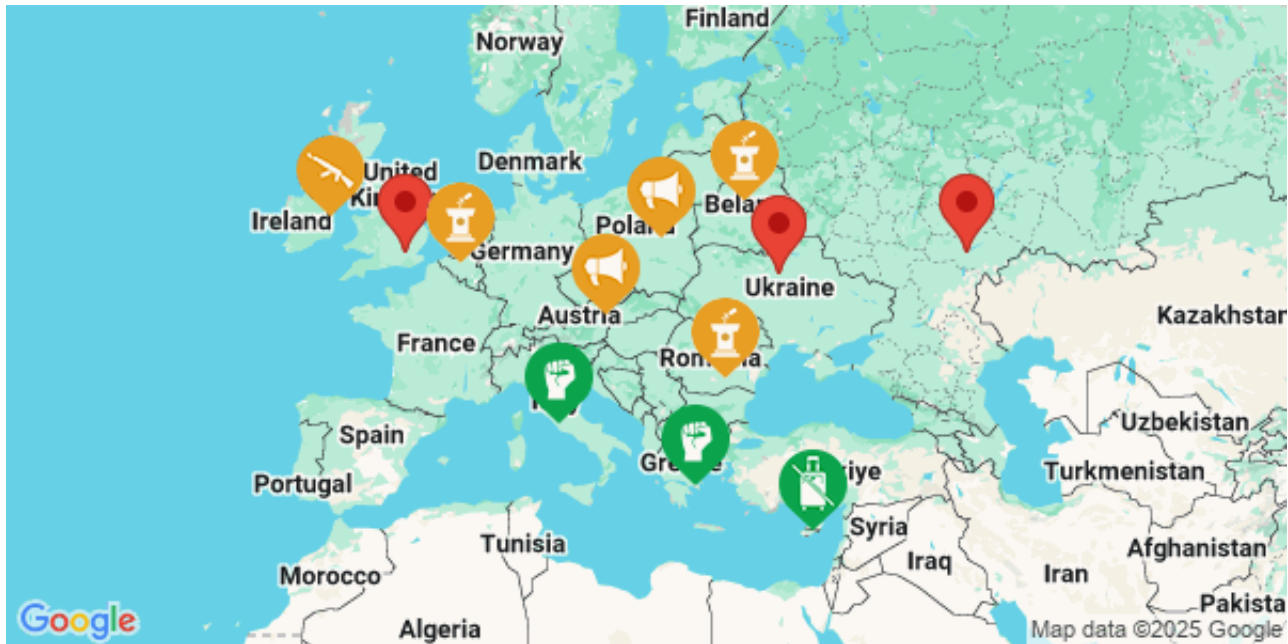 Finland
Norway
Denmark
United
Ireland
Poland
Germany
Ukraine
Austria
Kazakhstan
France
Uzbekistan
Spain
Turkmenistan
Portugal
Syria
Tunisia
Iraq
Afghanistan
Morocco
Iran
Pakista
Google
Algeria
Map data ©2025 Google